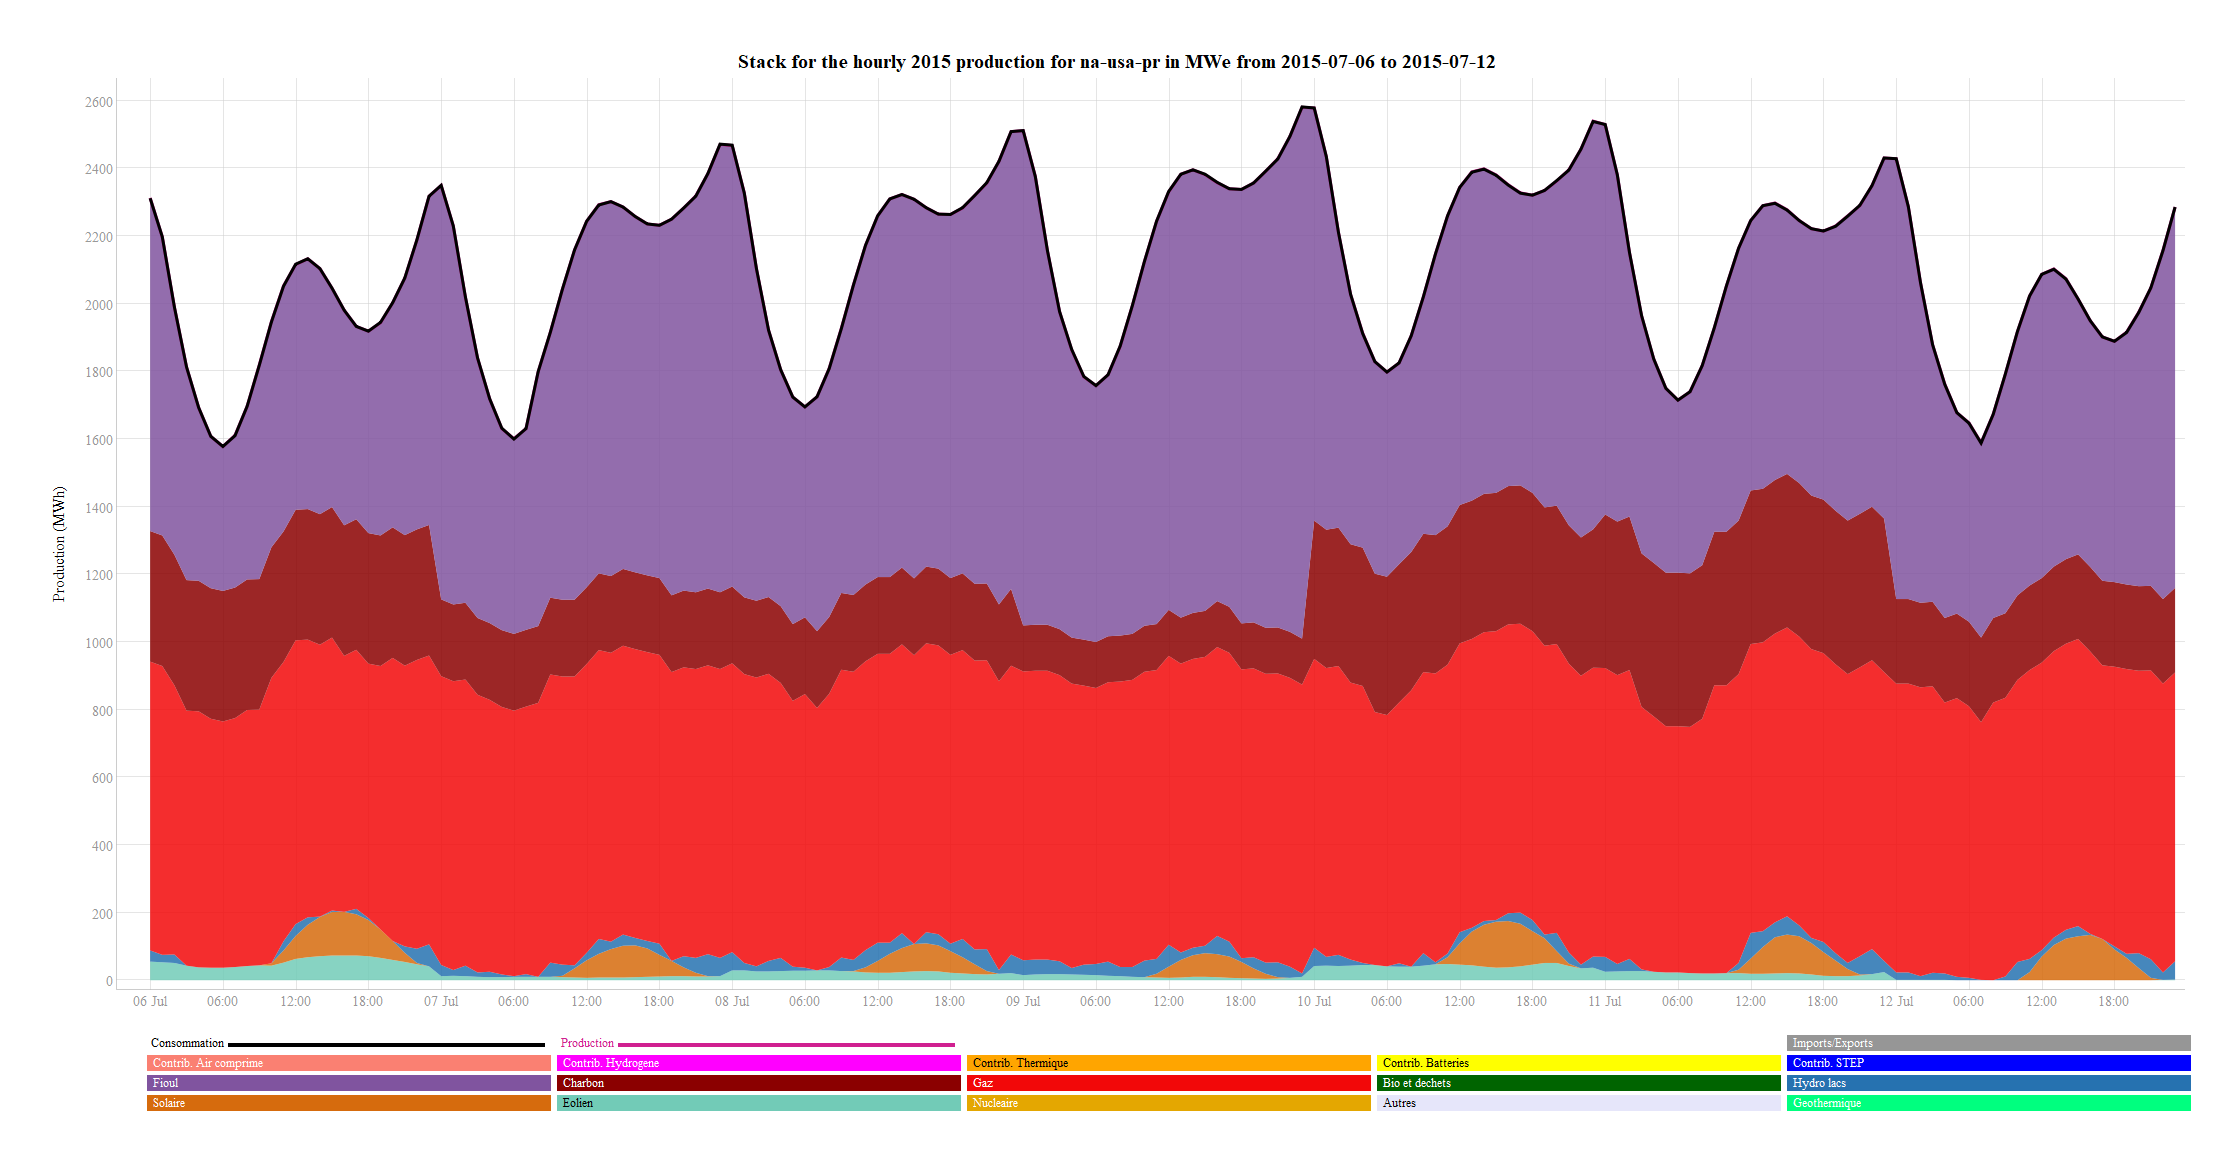 Stack for the hourly 2015 production for na-usa-pr in MWe from 2015-07-06 to 2015-07-12
Production (MWh)
2600
2400
2200
2000
1800
1600
1400
1200
1000
800
600
400
200
0
06 Jul 06:00 12:00 18:00 07 Jul 06:00 12:00 18:00 08 Jul 06:00 12:00 18:00 09 Jul 06:00 12:00 18:00 10 Jul 06:00 12:00 18:00 11 Jul 06:00 12:00 18:00 12 Jul 06:00 12:00 18:00
Consommation Production Imports/Exports
Contrib. Air comprime Contrib. Hydrogene Contrib. Thermique Contrib. Batteries Contrib. STEP
Fioul Charbon Gaz Bio et dechets Hydro lacs
Solaire Eolien Nucleaire Autres Geothermique